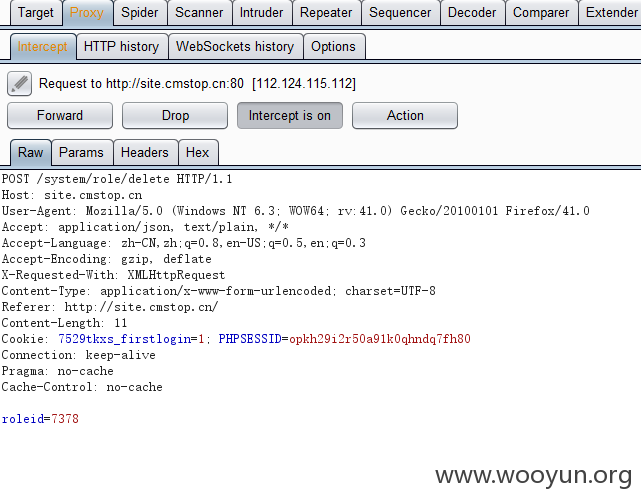 Target Proxy Spider Scanner Intruder Repeater Sequencer Decoder Comparer Extender
Intercept HTTP history WebSockets history Options
Request to http://site.cmstop.cn:80 [112.124.115.112]
Forward Drop Intercept is on Action
Raw Params Headers Hex
POST /system/role/delete HTTP/1.1
Host: site.cmstop.cn
User-Agent: Mozilla/5.0 (Windows NT 6.3; WOW64; rv:41.0) Gecko/20100101 Firefox/41.0
Accept: application/json, text/plain, */*
Accept-Language: zh-CN,zh;q=0.8,en-US;q=0.5,en;q=0.3
Accept-Encoding: gzip, deflate
X-Requested-With: XMLHttpRequest
Content-Type: application/x-www-form-urlencoded; charset=UTF-8
Referer: http://site.cmstop.cn/
Content-Length: 11
Cookie: 7529tkxs_firstlogin=1; PHPSESSID=opkh29i2r50a91k0qhndq7fh80
Connection: keep-alive
Pragma: no-cache
Cache-Control: no-cache
roleid=7378
www.wooyun.org